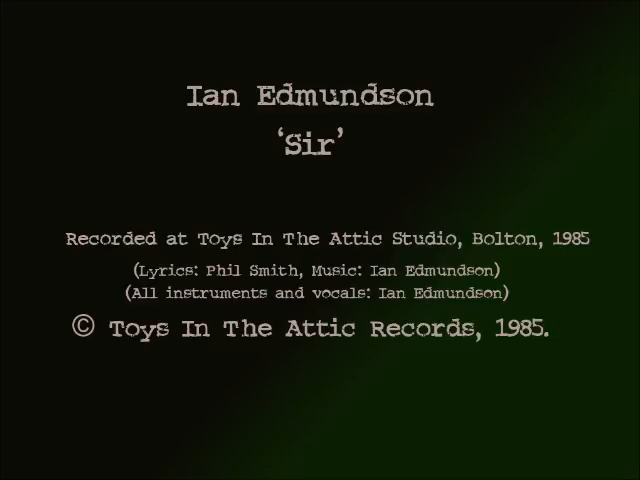 Ian Edmundson
‘Sir’
Recorded at Toys In The Attic Studio, Bolton, 1985
(Lyrics: Phil Smith, Music: Ian Edmundson)
(All instruments and vocals: Ian Edmundson)
© Toys In The Attic Records, 1985.